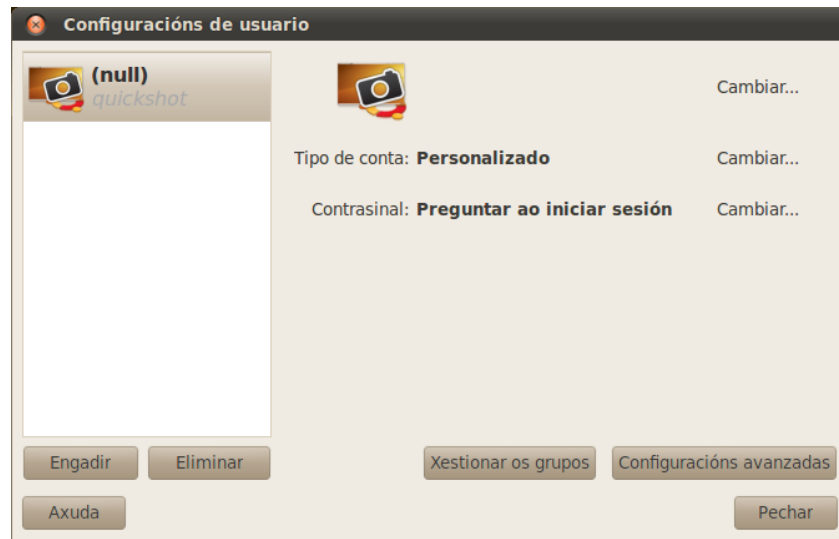 Configuracións de usuario
(null)
quickshot
Cambiar...
Tipo de conta: Personalizado
Cambiar...
Contrasinal: Preguntar ao iniciar sesión
Cambiar...
Engadir
Eliminar
Xestionar os grupos
Configuracións avanzadas
Axuda
Pechar